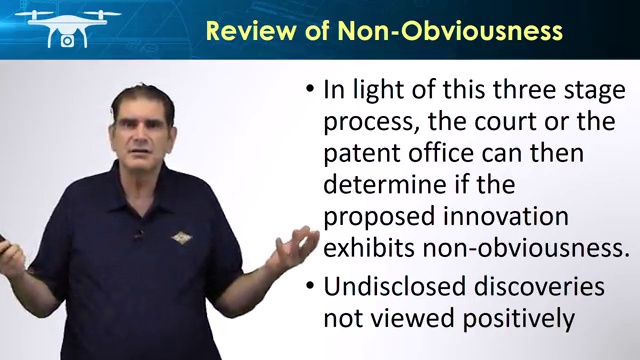 Review of Non-Obviousness
• In light of this three stage
process, the court or the
patent office can then
determine if the
proposed innovation
exhibits non-obviousness.
• Undisclosed discoveries
not viewed positively